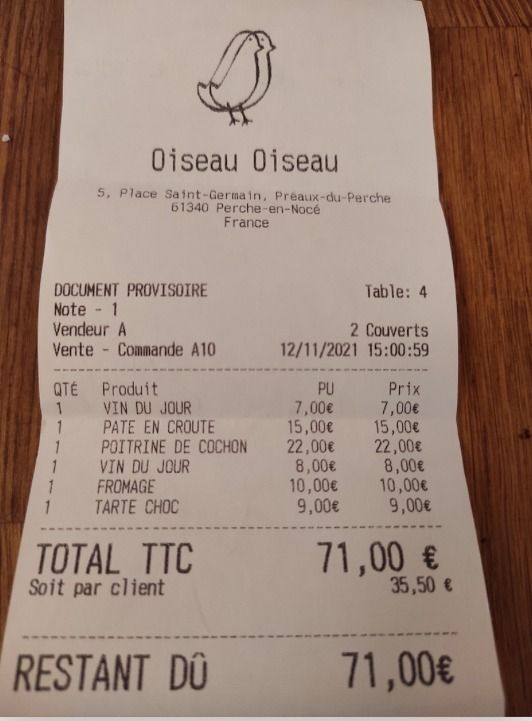 Oiseau Oiseau
5, Place Saint-Germain, Préaux-du-Perche
61340 Perche-en-Nocé
France
DOCUMENT PROVISOIRE Table: 4
Note - 1
Vendeur A 2 Couverts
Vente - Commande A10 12/11/2021 15:00:59
QTÉ Produit PU Prix
1 VIN DU JOUR 7,00€ 7,00€
1 PATE EN CROUTE 15,00€ 15,00€
1 POITRINE DE COCHON 22,00€ 22,00€
1 VIN DU JOUR 8,00€ 8,00€
1 FROMAGE 10,00€ 10,00€
1 TARTE CHOC 9,00€ 9,00€
TOTAL TTC 71,00 €
Soit par client 35,50 €
RESTANT DÛ 71,00€